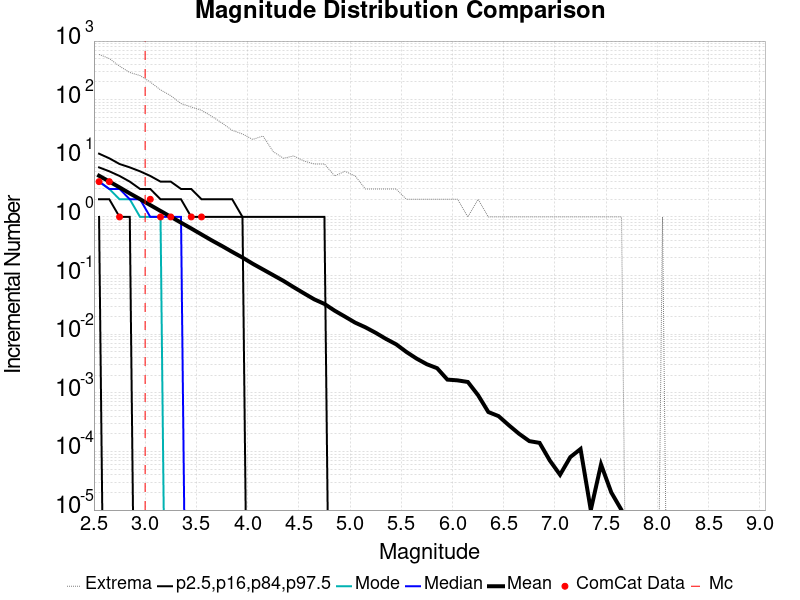 Magnitude Distribution Comparison
10^3
10^2
10^1
10^0
10^-1
10^-2
10^-3
10^-4
10^-5
Incremental Number
2.5 3.0 3.5 4.0 4.5 5.0 5.5 6.0 6.5 7.0 7.5 8.0 8.5 9.0
Magnitude
Extrema p2.5,p16,p84,p97.5 Mode Median Mean ComCat Data Mc